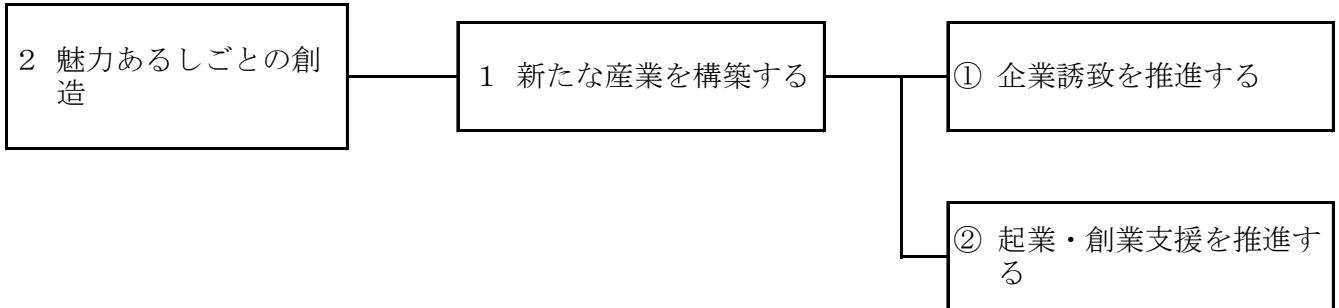 ２ 魅力あるしごとの創
造
１ 新たな産業を構築する
① 企業誘致を推進する
② 起業・創業支援を推進す
る